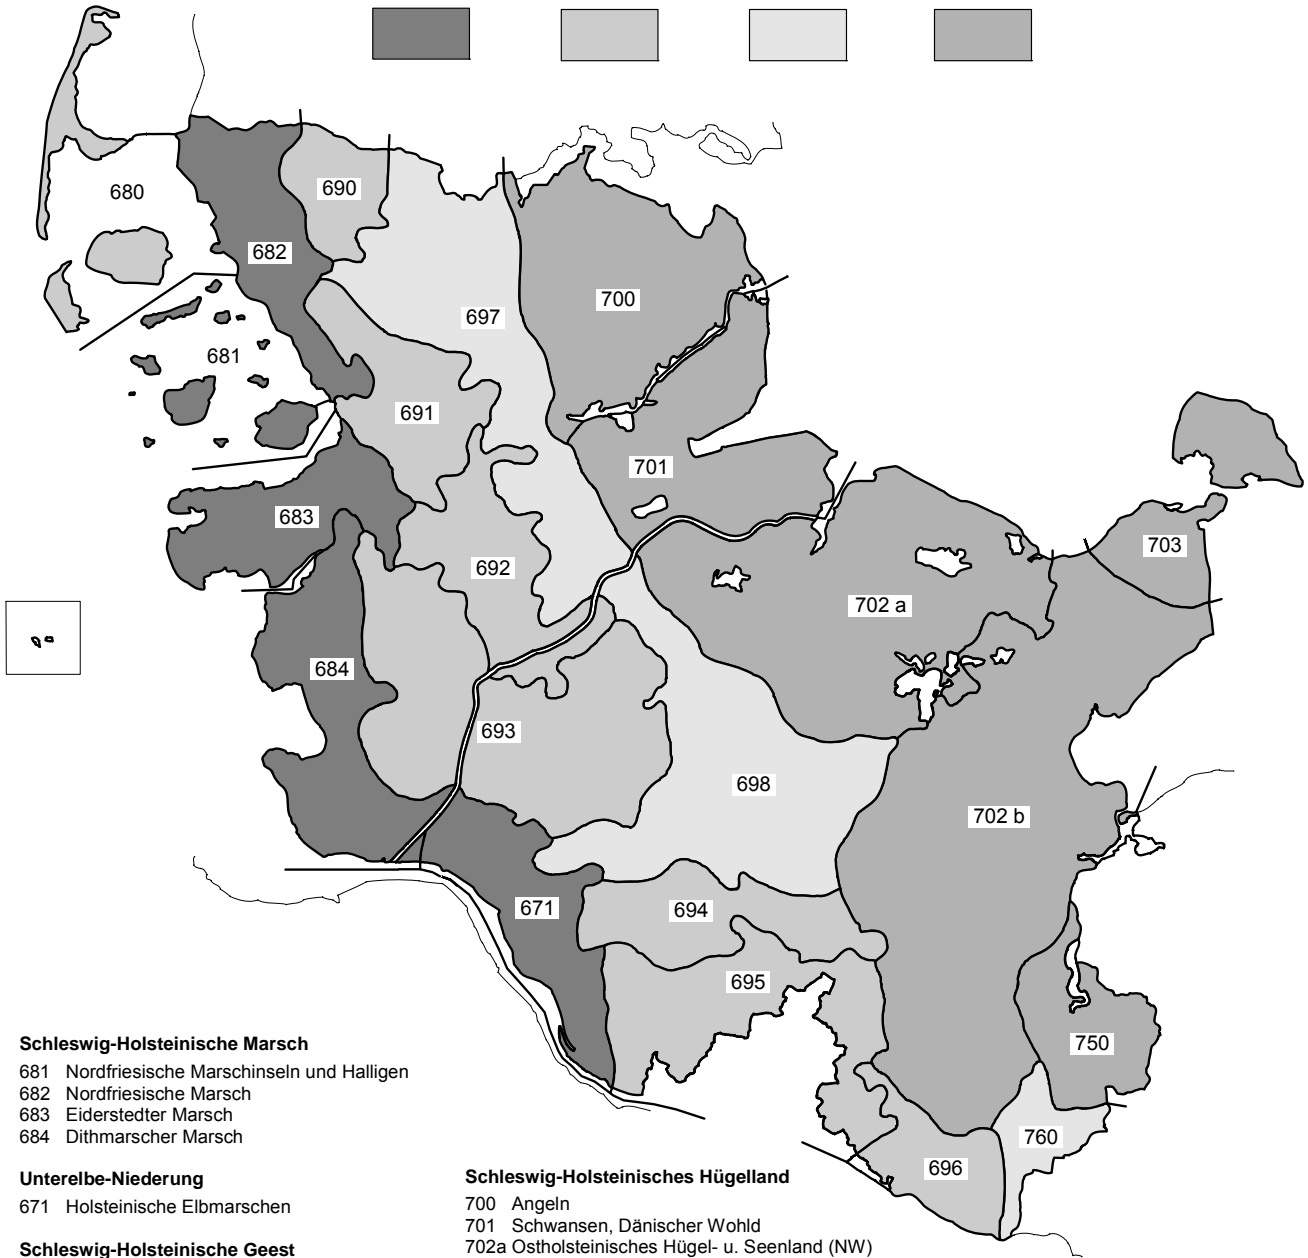 680
690
682
700
697
681
691
701
683
703
692
702 a
684
693
698
702 b
671
694
695
750
760
696
Schleswig-Holsteinische Marsch
681 Nordfriesische Marschinseln und Halligen
682 Nordfriesische Marsch
683 Eiderstedter Marsch
684 Dithmarscher Marsch
Unterelbe-Niederung
671 Holsteinische Elbmarschen
Schleswig-Holsteinische Geest
Schleswig-Holsteinisches Hügelland
700 Angeln
701 Schwansen, Dänischer Wohld
702a Ostholsteinisches Hügel- u. Seenland (NW)